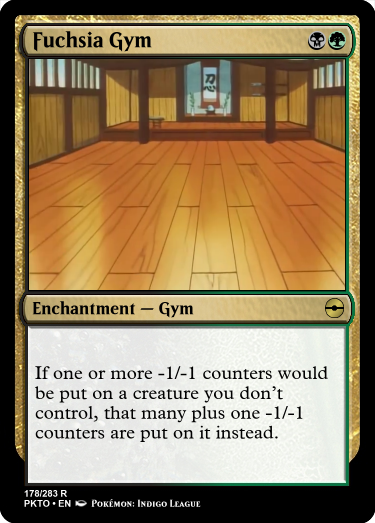 Fuchsia Gym
忍
Enchantment — Gym
If one or more -1/-1 counters would
be put on a creature you don't
control, that many plus one -1/-1
counters are put on it instead.
178/283 R
PKTO • EN Pokémon: Indigo League